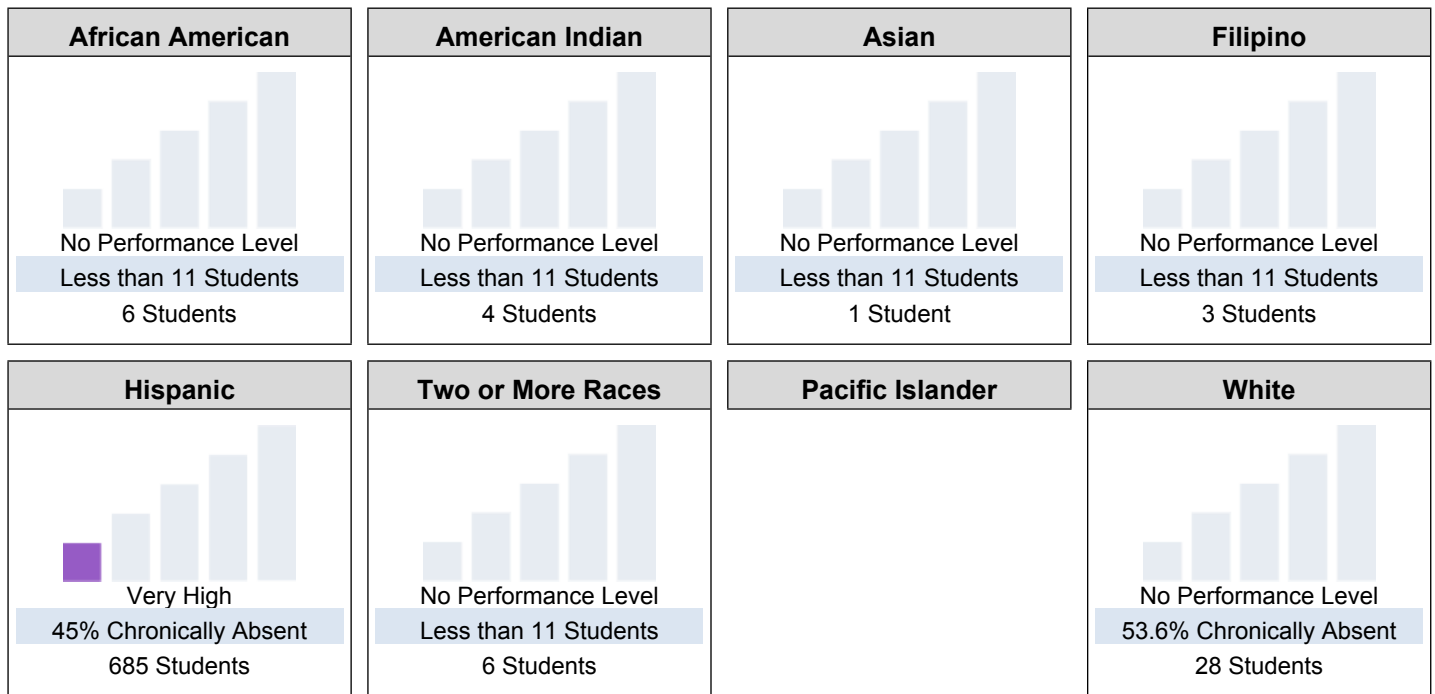 African American
No Performance Level
Less than 11 Students
6 Students
American Indian
No Performance Level
Less than 11 Students
4 Students
Asian
No Performance Level
Less than 11 Students
1 Student
Filipino
No Performance Level
Less than 11 Students
3 Students
Hispanic
Very High
45% Chronically Absent
685 Students
Two or More Races
No Performance Level
Less than 11 Students
6 Students
Pacific Islander
White
No Performance Level
53.6% Chronically Absent
28 Students